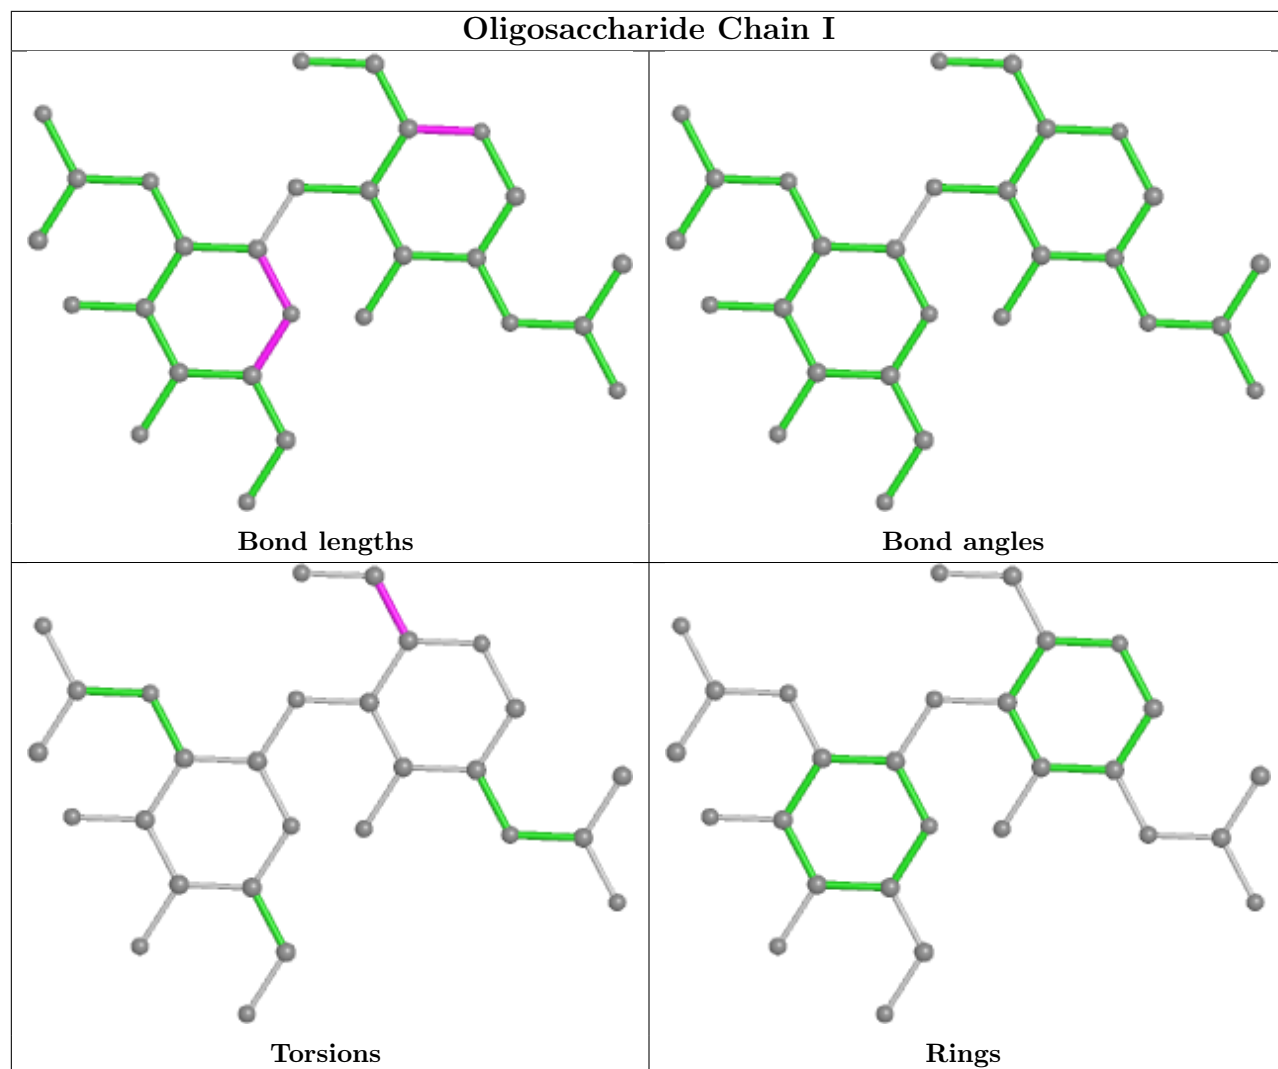 Oligosaccharide Chain I
Bond lengths
Bond angles
Torsions
Rings